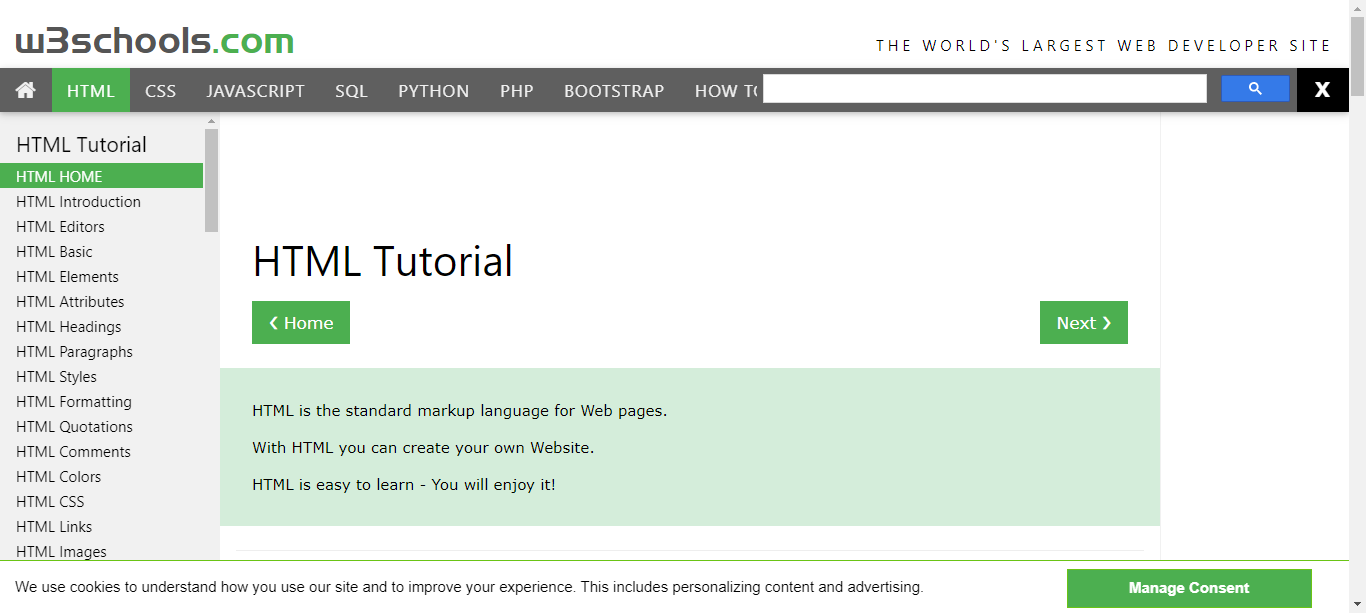 w3schools.com
THE WORLD'S LARGEST WEB DEVELOPER SITE
HTML CSS JAVASCRIPT SQL PYTHON PHP BOOTSTRAP HOW TO X
HTML Tutorial
HTML HOME
HTML Introduction
HTML Editors
HTML Basic
HTML Elements
HTML Attributes
HTML Headings
HTML Paragraphs
HTML Styles
HTML Formatting
HTML Quotations
HTML Comments
HTML Colors
HTML CSS
HTML Links
HTML Images
HTML Tutorial
❮ Home
Next ❯
HTML is the standard markup language for Web pages.
With HTML you can create your own Website.
HTML is easy to learn - You will enjoy it!
We use cookies to understand how you use our site and to improve your experience. This includes personalizing content and advertising.
Manage Consent